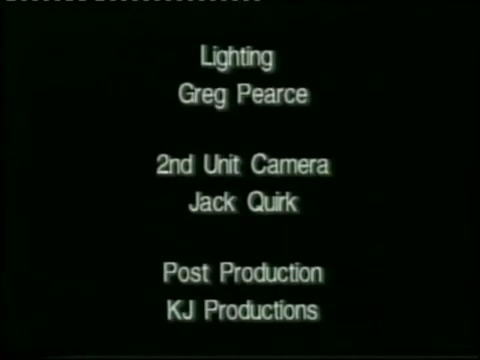 Lighting
Greg Pearce
2nd Unit Camera
Jack Quirk
Post Production
KJ Productions